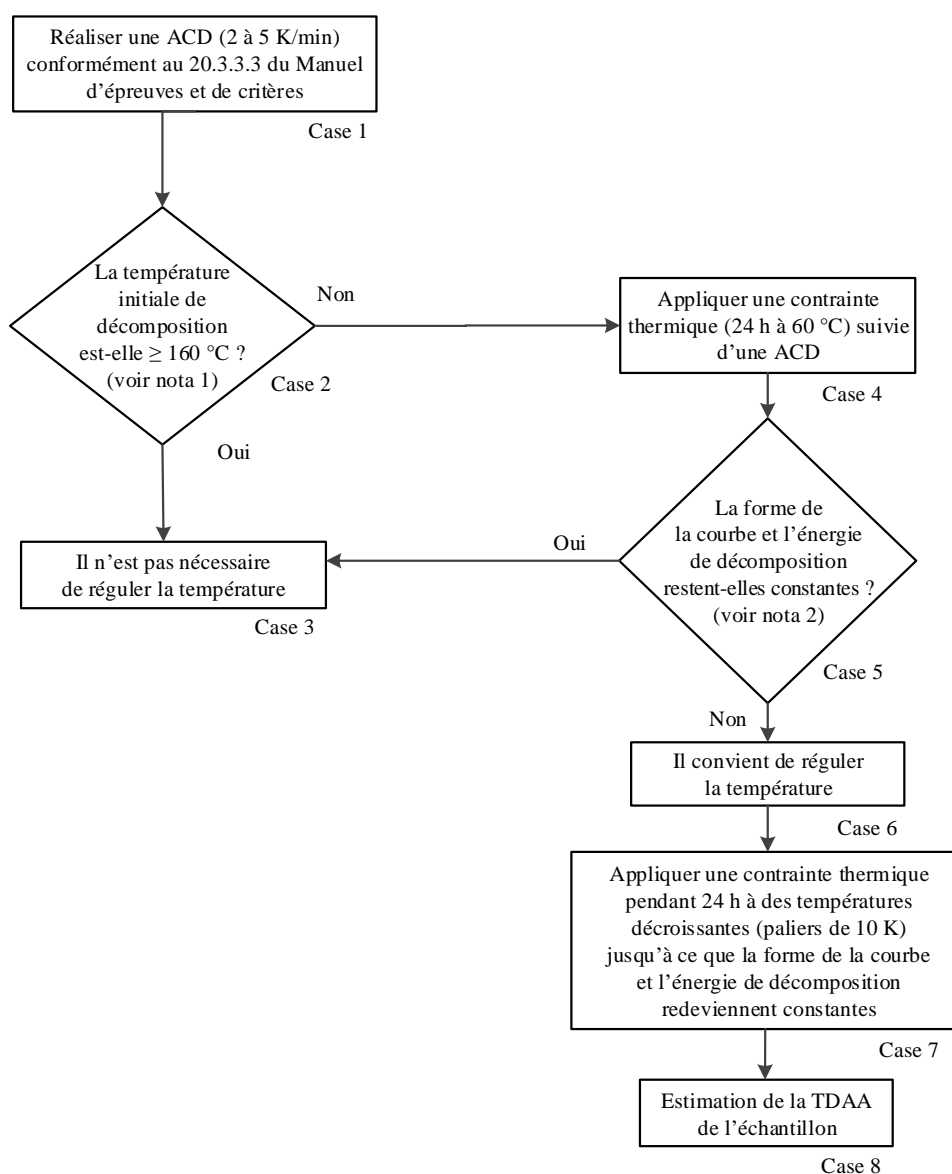 Réaliser une ACD (2 à 5 K/min)
conformément au 20.3.3.3 du Manuel
d’épreuves et de critères
Case 1
La température
initiale de
décomposition
est-elle ≥ 160 °C ?
(voir nota 1)
Case 2
Non
Oui
Appliquer une contrainte
thermique (24 h à 60 °C) suivie
d’une ACD
Case 4
La forme de
la courbe et l’énergie
de décomposition
restent-elles constantes ?
(voir nota 2)
Case 5
Oui
Il n’est pas nécessaire
de réguler la température
Case 3
Non
Il convient de réguler
la température
Case 6
Appliquer une contrainte thermique
pendant 24 h à des températures
décroissantes (paliers de 10 K)
jusqu’à ce que la forme de la courbe
et l’énergie de décomposition
redeviennent constantes
Case 7
Estimation de la TDAA
de l’échantillon
Case 8